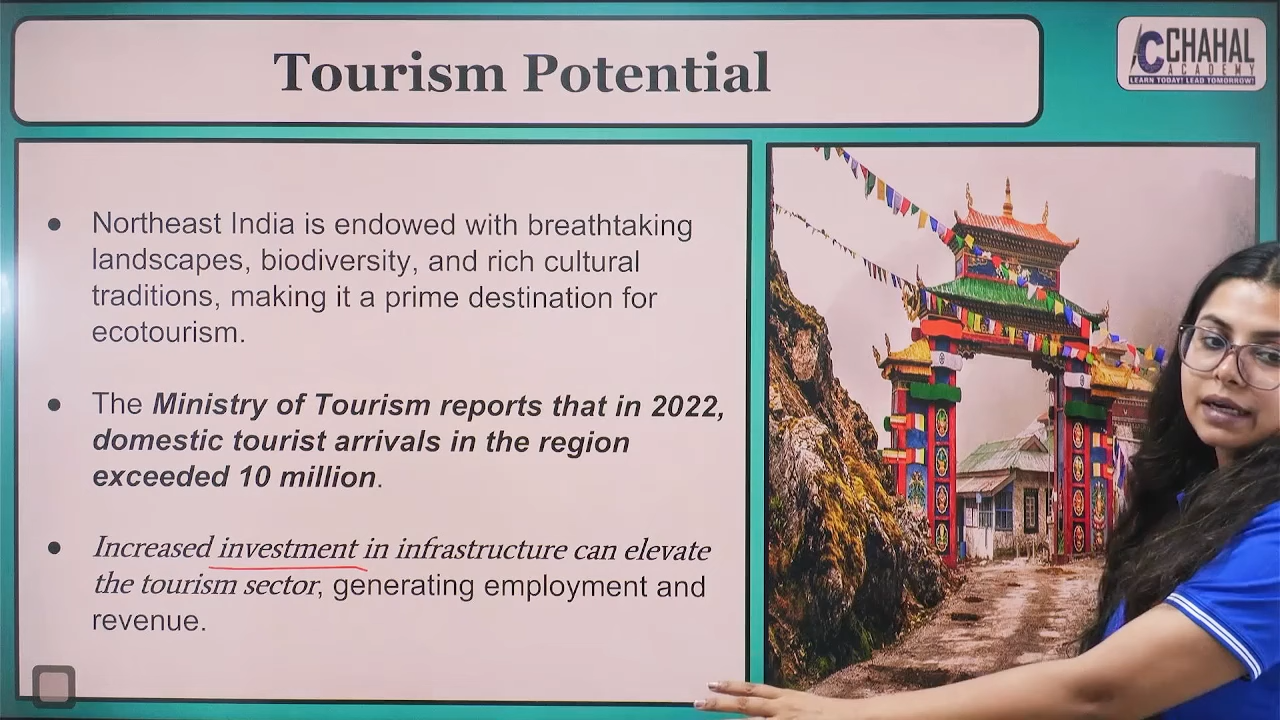 Tourism Potential
CCHAHAL
ACADEMY
LEARN TODAY! LEAD TOMORROW!
● Northeast India is endowed with breathtaking
landscapes, biodiversity, and rich cultural
traditions, making it a prime destination for
ecotourism.
● The Ministry of Tourism reports that in 2022,
domestic tourist arrivals in the region
exceeded 10 million.
● Increased investment in infrastructure can elevate
the tourism sector, generating employment and
revenue.